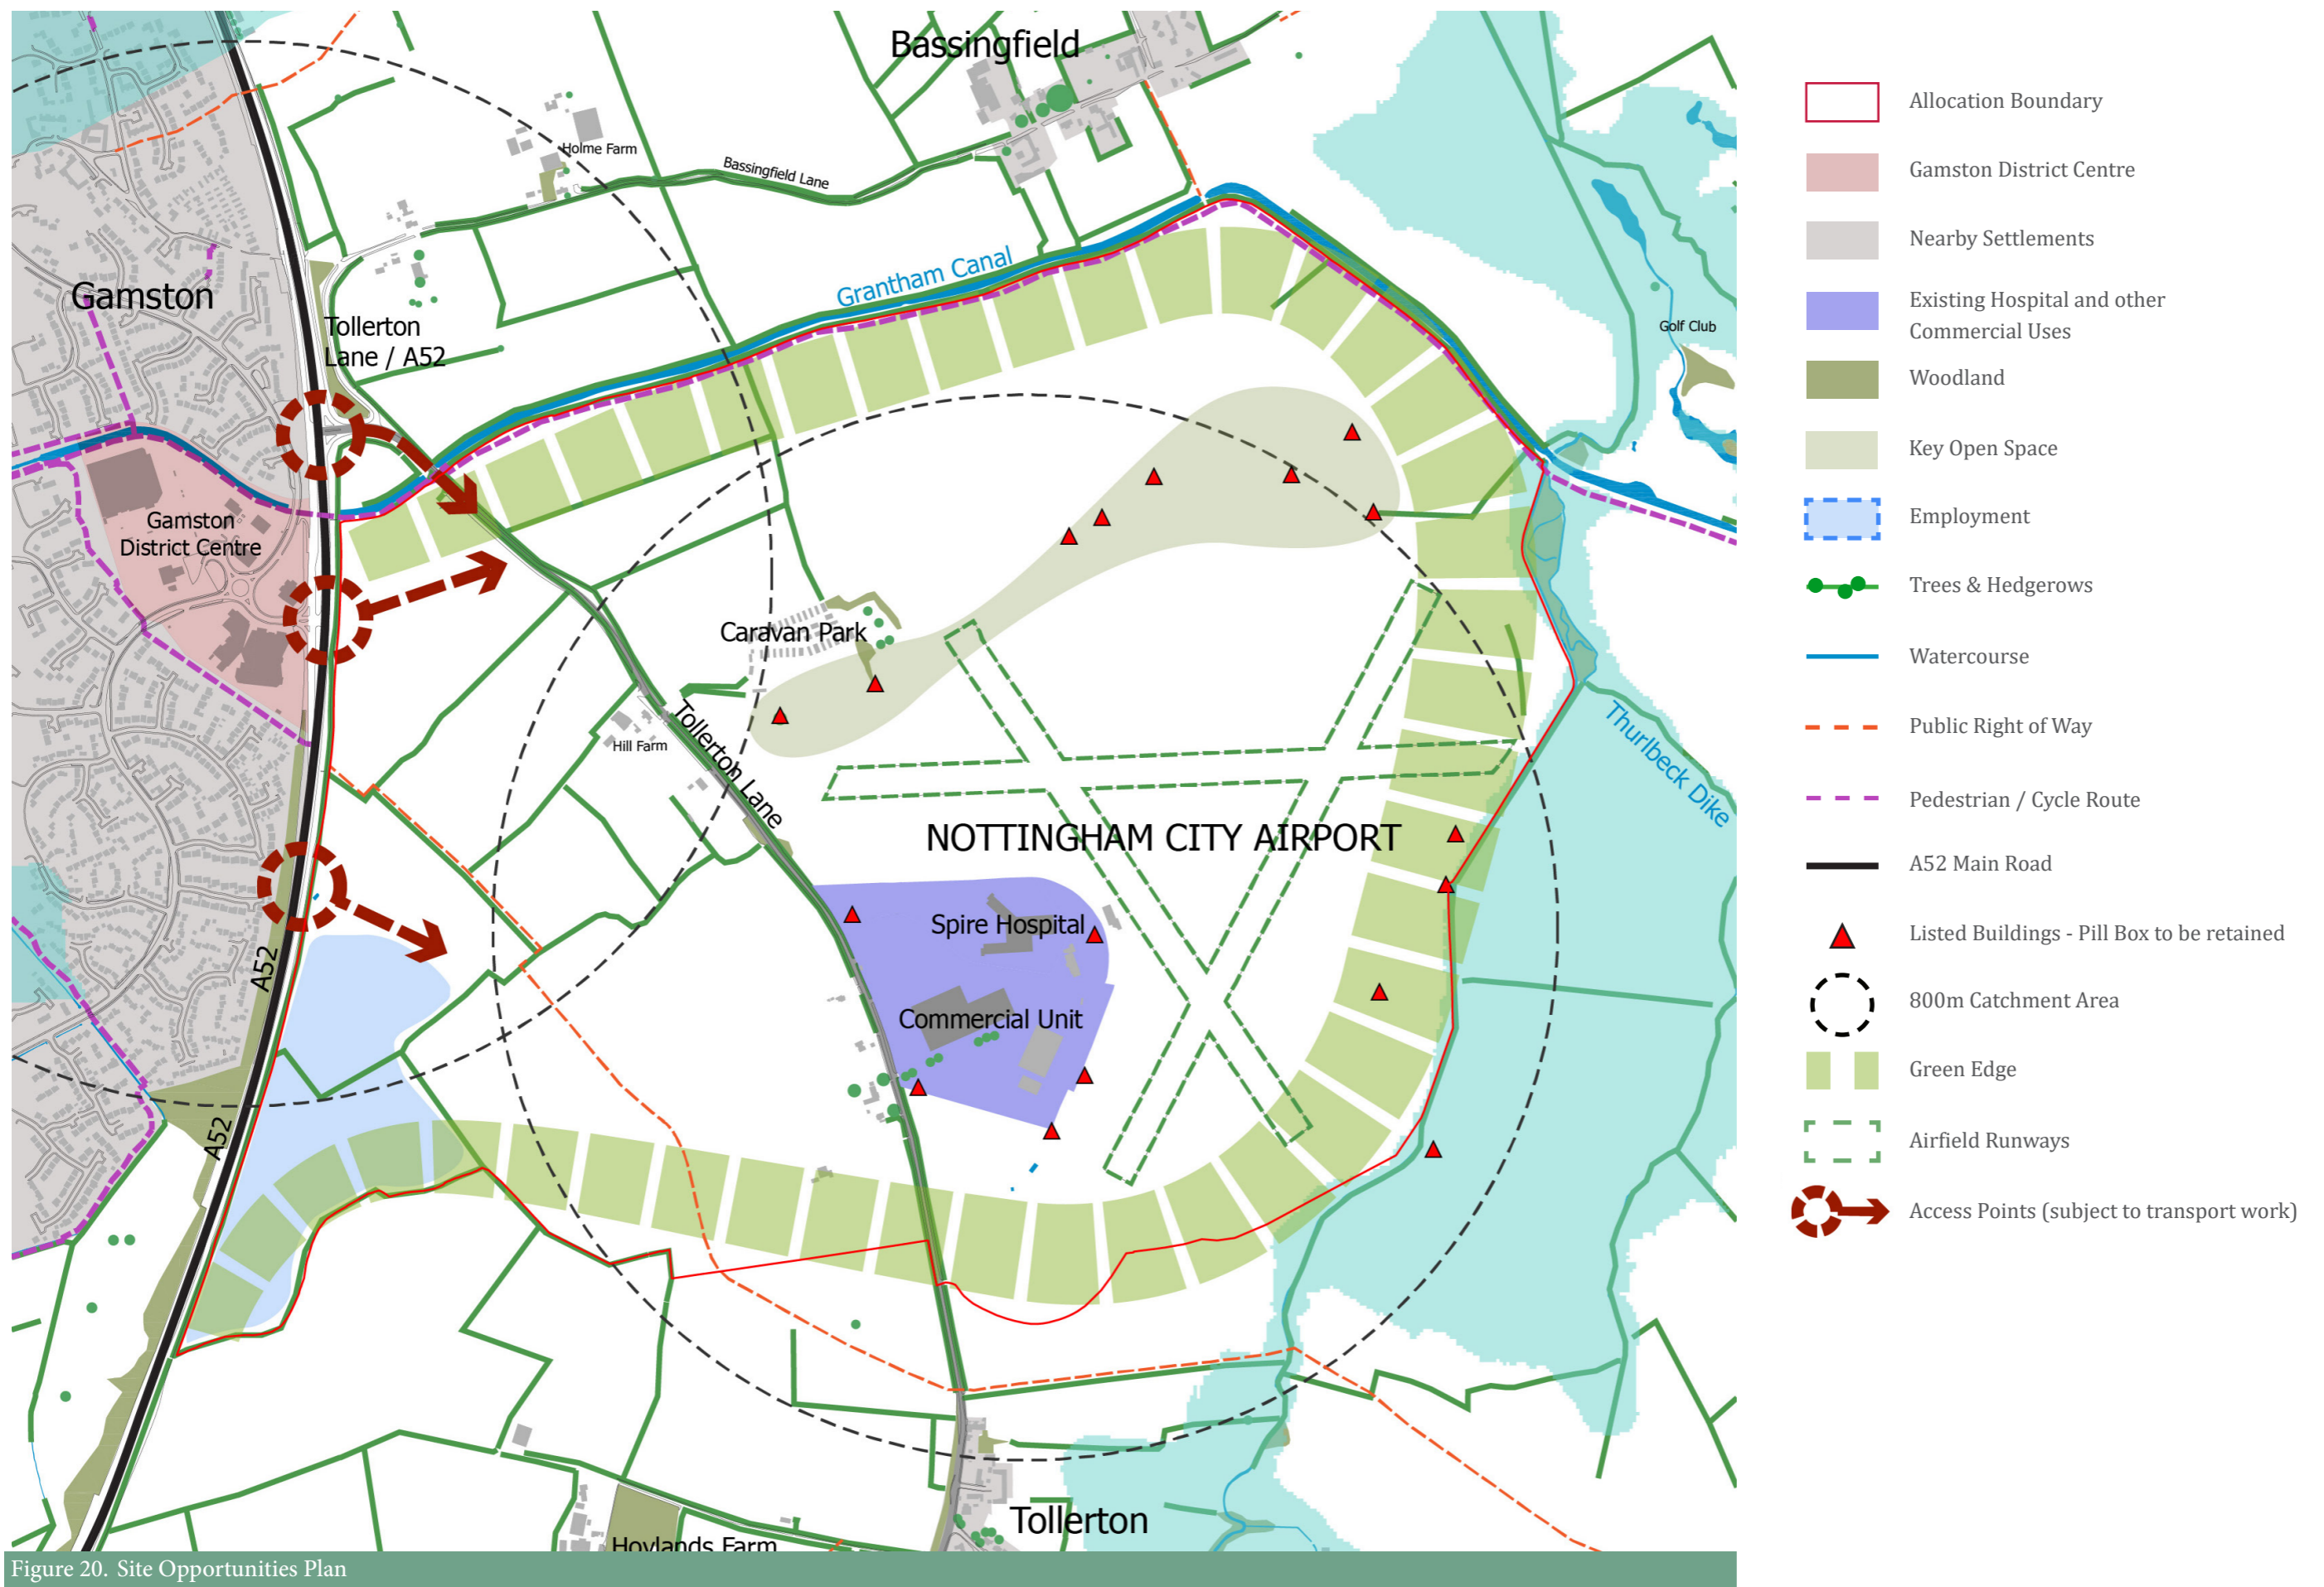 Bassingfield
Holme Farm
Bassingfield Lane
Gamston
Grantham Canal
Tollerton
Lane / A52
Golf Club
Gamston
District Centre
Caravan Park
Hill Farm
Tollerton Lane
Thurlbeck Dike
NOTTINGHAM CITY AIRPORT
Spire Hospital
A52
Commercial Unit
A52
Tollerton
Hoylands Farm
Figure 20. Site Opportunities Plan
Allocation Boundary
Gamston District Centre
Nearby Settlements
Existing Hospital and other
Commercial Uses
Woodland
Key Open Space
Employment
Trees & Hedgerows
Watercourse
Public Right of Way
Pedestrian / Cycle Route
A52 Main Road
Listed Buildings - Pill Box to be retained
800m Catchment Area
Green Edge
Airfield Runways
Access Points (subject to transport work)